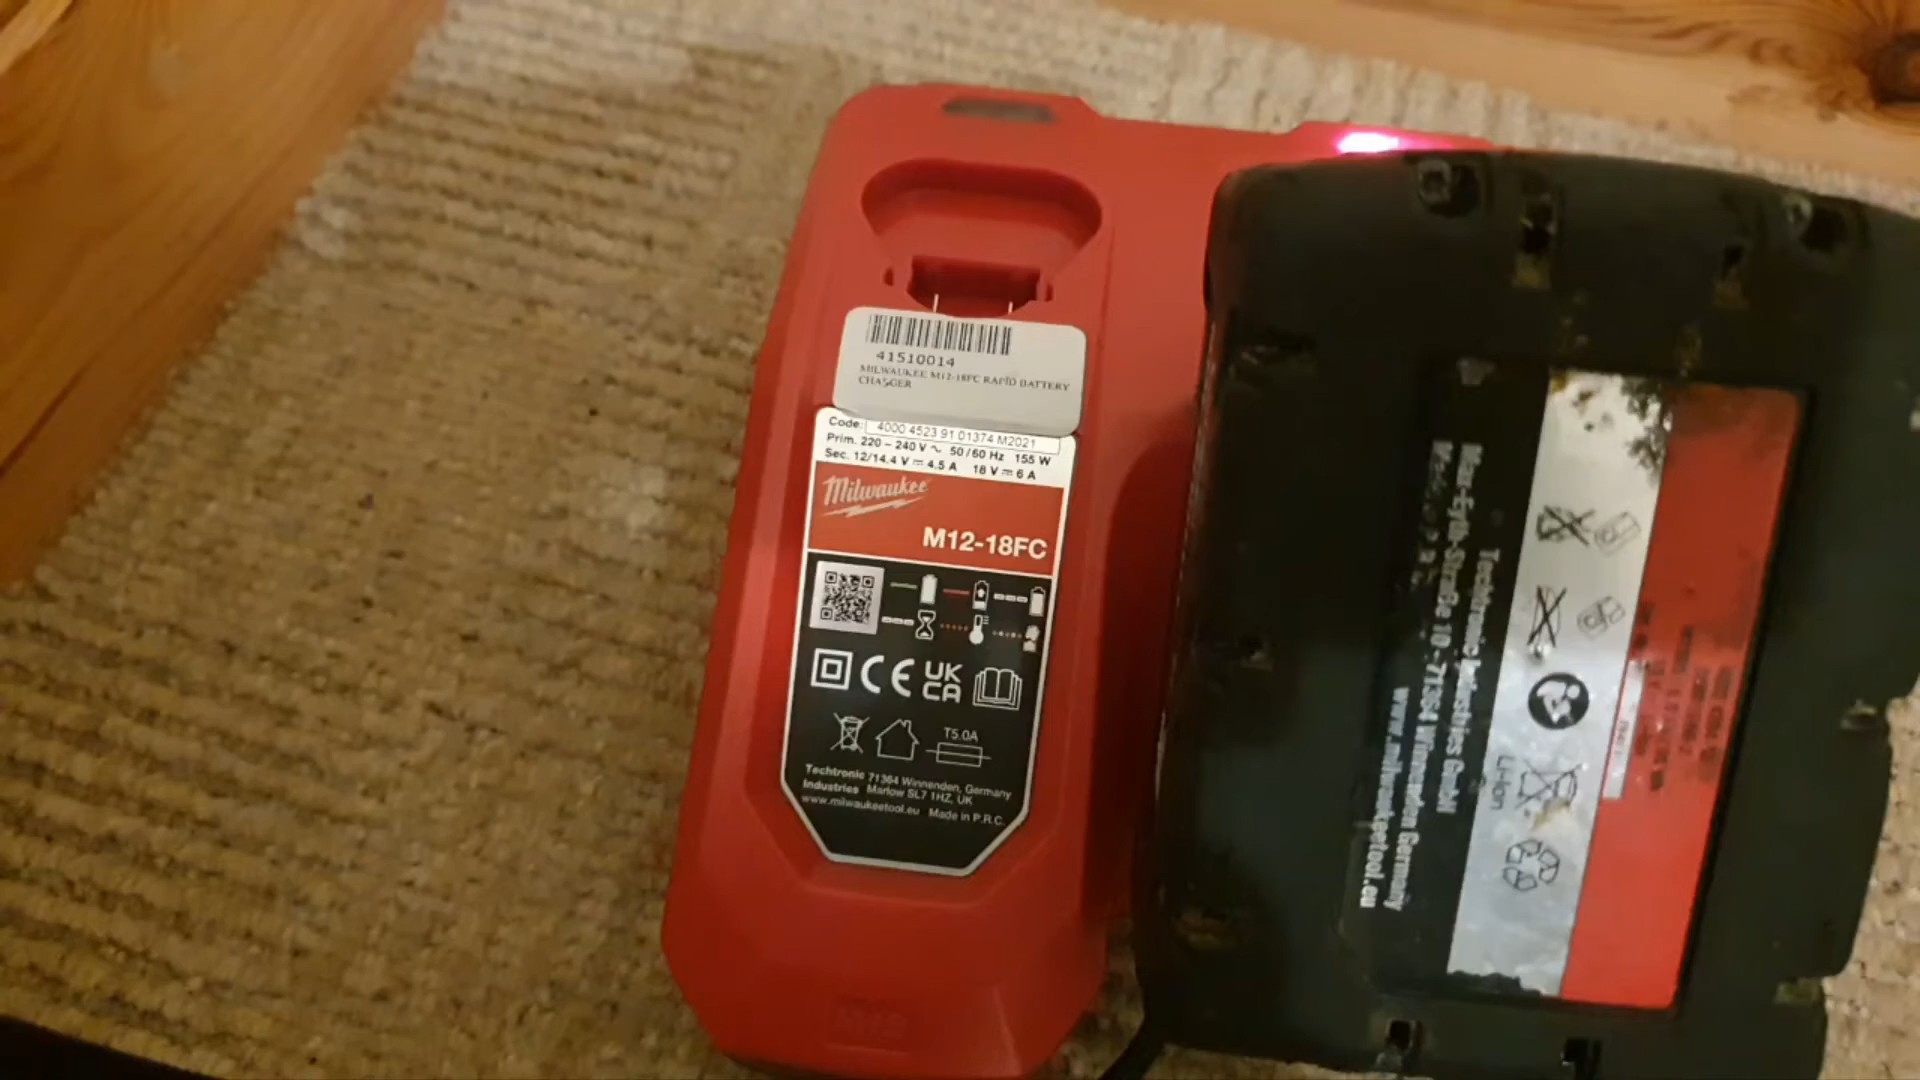 41510014
MILWAUKEE M12-18FC RAPID BATTERY
CHARGER
Code: 4000 4523 91 01374 M2021
Prim. 220 – 240 V ~ 50/60 Hz 155 W
Sec. 12/14.4 V ⎓ 4.5 A 18 V ⎓ 6 A
Milwaukee
M12-18FC
CE
UK
CA
T5.0A
Techtronic 71364 Winnenden, Germany
Industries Marlow SL7 1HZ, UK
www.milwaukeetool.eu Made in P.R.C.
Techtronic Industries GmbH
Max-Eyth-Straße 10 - 71364 Winnenden Germany
www.milwaukeetool.eu
Li-Ion